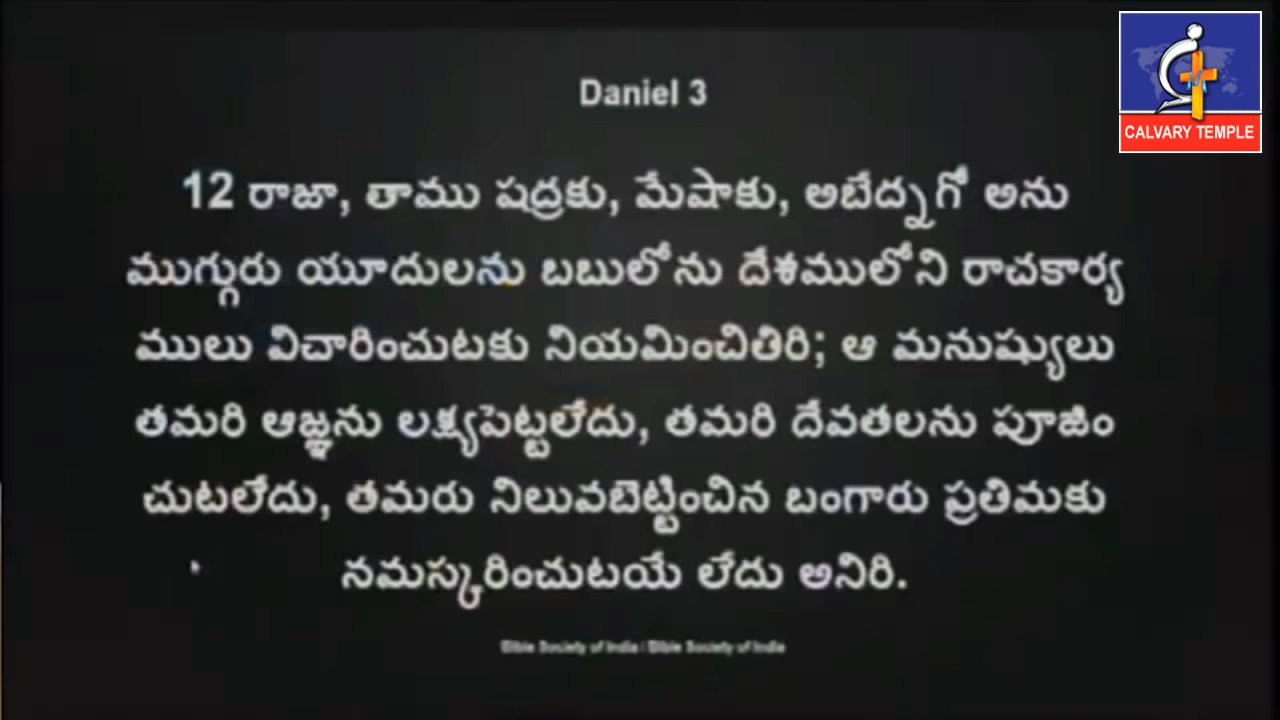 CALVARY TEMPLE
Daniel 3
12 రాజా, తాము షద్రకు, మేషాకు, అబేద్నగో అను
ముగ్గురు యూదులను బబులోను దేశములోని రాచకార్య
ములు విచారించుటకు నియమించితిరి; ఆ మనుష్యులు
తమరి ఆజ్ఞను లక్ష్యపెట్టలేదు, తమరి దేవతలను పూజిం
చుటలేదు, తమరు నిలువబెట్టించిన బంగారు ప్రతిమకు
నమస్కరించుటయే లేదు అనిరి.
Bible Society of India / Bible Society of India